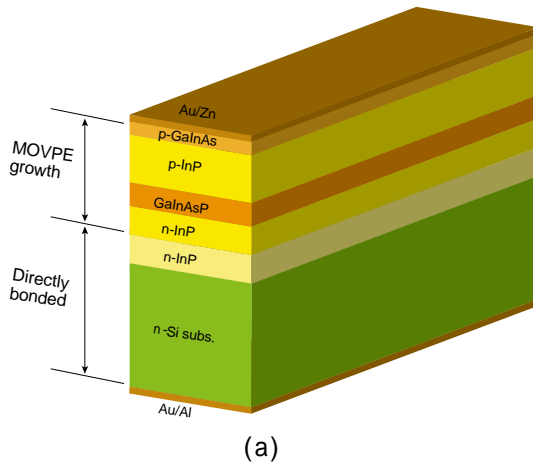 Au/Zn
p-GaInAs
MOVPE
growth
p-InP
GaInAsP
n-InP
n-InP
Directly
bonded
n-Si subs.
Au/Al
(a)